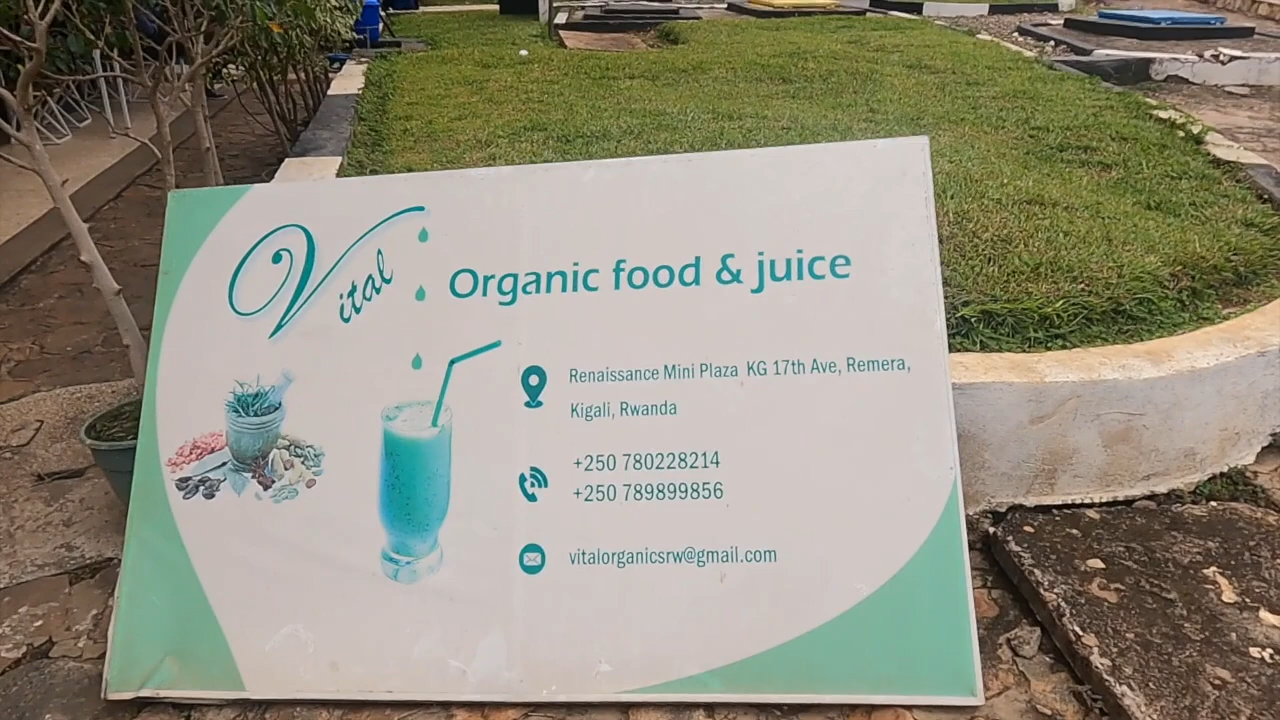 Vital
Organic food & juice
Renaissance Mini Plaza KG 17th Ave, Remera,
Kigali, Rwanda
+250 780228214
+250 789899856
vitalorganicsrw@gmail.com